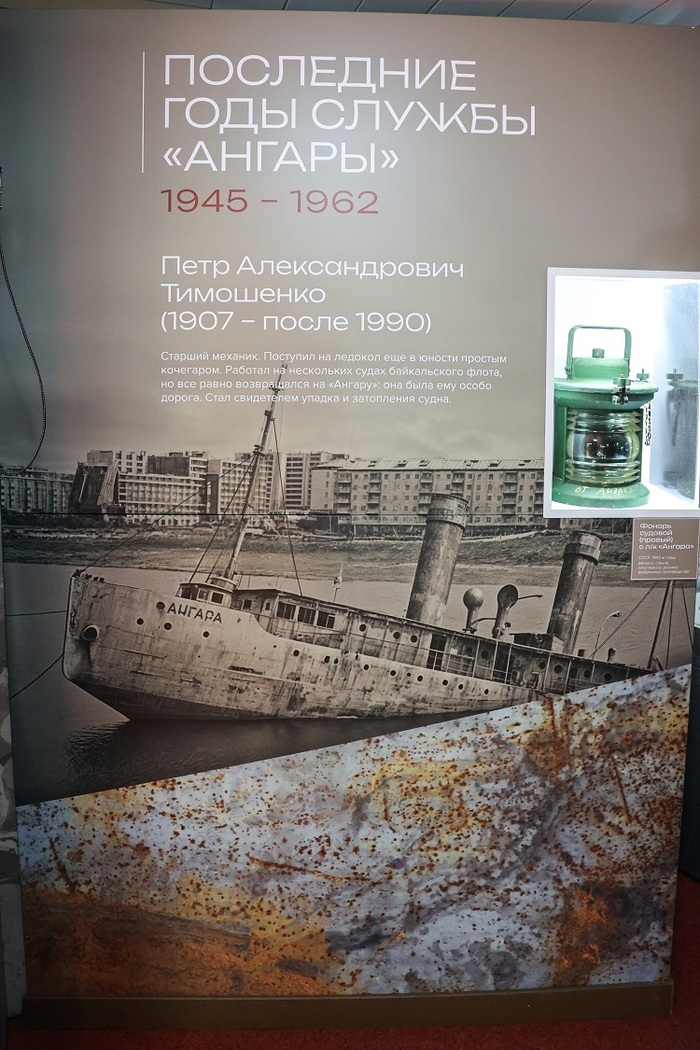 ПОСЛЕДНИЕ
ГОДЫ СЛУЖБЫ
«АНГАРЫ»
1945 – 1962
Петр Александрович
Тимошенко
(1907 – после 1990)
Старший механик. Поступил на ледокол еще в юности простым
кочегаром. Работал на нескольких судах байкальского флота,
но все равно возвращался на «Ангару»: она была ему особо
дорога. Стал свидетелем упадка и затопления судна.
Фонарь
судовой
(правый)
с л/к «Ангара»
АНГАРА